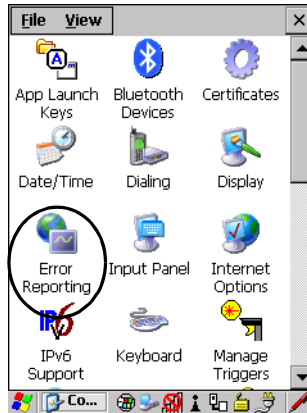 File View
App Launch Keys
Bluetooth Devices
Certificates
Date/Time
Dialing
Display
Error Reporting
Input Panel
Internet Options
IPv6
IPv6 Support
Keyboard
Manage Triggers
Co...